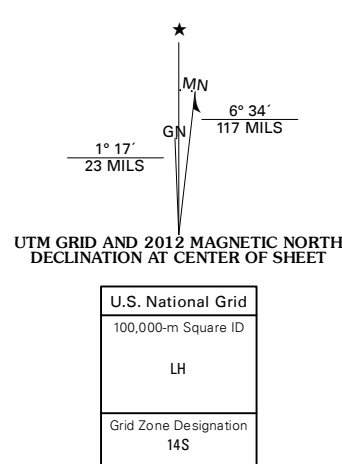 ★
MN
6° 34´
117 MILS
GN
1° 17´
23 MILS
UTM GRID AND 2012 MAGNETIC NORTH
DECLINATION AT CENTER OF SHEET
U.S. National Grid
100,000-m Square ID
LH
Grid Zone Designation
14S